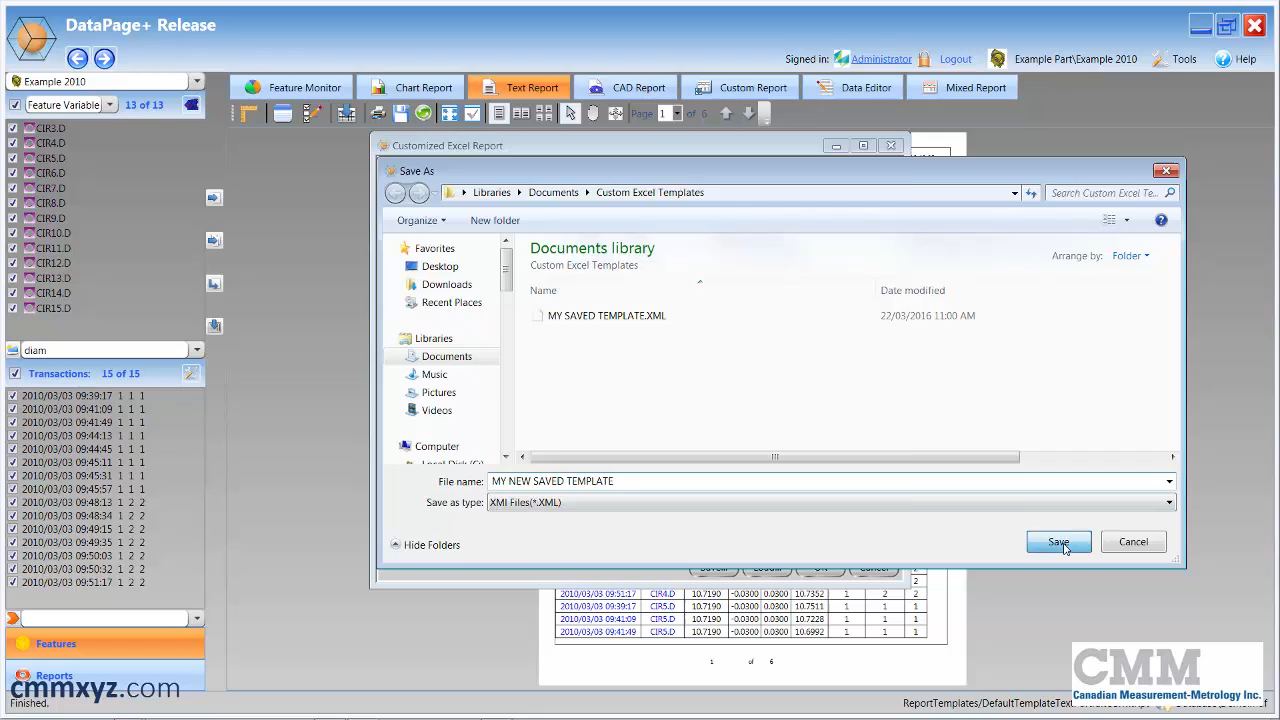 DataPage+ Release
Signed in: Administrator Logout Example Part\Example 2010 Tools Help
Example 2010
Feature Monitor Chart Report Text Report CAD Report Custom Report Data Editor Mixed Report
Feature Variable 13 of 13
Page 1 of 6
CIR3.D
CIR4.D
CIR5.D
CIR6.D
CIR7.D
CIR8.D
CIR9.D
CIR10.D
CIR11.D
CIR12.D
CIR13.D
CIR14.D
CIR15.D
diam
Transactions: 15 of 15
2010/03/03 09:39:17 1 1 1
2010/03/03 09:41:09 1 1 1
2010/03/03 09:41:49 1 1 1
2010/03/03 09:44:13 1 1 1
2010/03/03 09:44:45 1 1 1
2010/03/03 09:45:11 1 1 1
2010/03/03 09:45:31 1 1 1
2010/03/03 09:45:57 1 1 1
2010/03/03 09:48:13 1 2 2
2010/03/03 09:48:34 1 2 2
2010/03/03 09:49:15 1 2 2
2010/03/03 09:49:35 1 2 2
2010/03/03 09:50:03 1 2 2
2010/03/03 09:50:32 1 2 2
2010/03/03 09:51:17 1 2 2
Features
Reports
cmmxyz.com
Finished.
Customized Excel Report
Save As
Libraries Documents Custom Excel Templates
Search Custom Excel Te...
Organize New folder
Favorites
Desktop
Downloads
Recent Places
Libraries
Documents
Music
Pictures
Videos
Computer
Documents library
Custom Excel Templates
Arrange by: Folder
Name Date modified
MY SAVED TEMPLATE.XML 22/03/2016 11:00 AM
File name: MY NEW SAVED TEMPLATE
Save as type: XMl Files(*.XML)
Hide Folders
Save Cancel
2
2
2010/03/03 09:51:17 CIR4.D 10.7190 -0.0300 0.0300 10.7352 1 2 2
2010/03/03 09:39:17 CIR5.D 10.7190 -0.0300 0.0300 10.7511 1 1 1
2010/03/03 09:41:09 CIR5.D 10.7190 -0.0300 0.0300 10.7228 1 1 1
2010/03/03 09:41:49 CIR5.D 10.7190 -0.0300 0.0300 10.6992 1 1 1
1 of 6
CMM
Canadian Measurement-Metrology Inc.